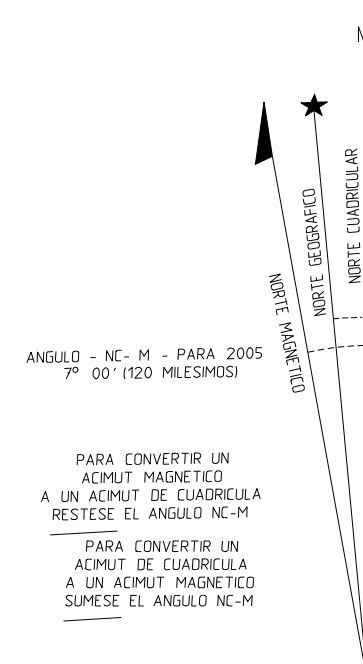 NORTE MAGNETICO
NORTE GEOGRAFICO
NORTE CUADRICULAR
ANGULO - NC- M - PARA 2005
7° 00' (120 MILESIMOS)
PARA CONVERTIR UN
ACIMUT MAGNETICO
A UN ACIMUT DE CUADRICULA
RESTESE EL ANGULO NC-M
PARA CONVERTIR UN
ACIMUT DE CUADRICULA
A UN ACIMUT MAGNETICO
SUMESE EL ANGULO NC-M